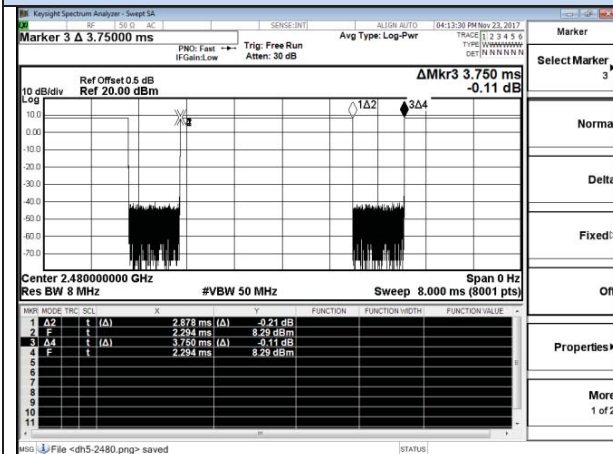 Keysight Spectrum Analyzer - Swept SA
RF 50 Ω AC SENSE:INT ALIGN AUTO 04:13:30 PM Nov 23, 2017
Marker 3 Δ 3.75000 ms
PNO: Fast
IFGain:Low
Trig: Free Run
Atten: 30 dB
Avg Type: Log-Pwr
TRACE 1 2 3 4 5 6
TYPE WWWWWW
DET N N N N N N
Ref Offset 0.5 dB
10 dB/div Ref 20.00 dBm
ΔMkr3 3.750 ms
-0.11 dB
Log
10.0
0.00
-10.0
-20.0
-30.0
-40.0
-50.0
-60.0
-70.0
1Δ2
3Δ4
Center 2.480000000 GHz
Span 0 Hz
Res BW 8 MHz #VBW 50 MHz Sweep 8.000 ms (8001 pts)
MKR MODE TRC SCL X Y FUNCTION FUNCTION WIDTH FUNCTION VALUE
1 Δ2 t (Δ) 2.878 ms (Δ) -0.21 dB
2 F t 2.294 ms 8.29 dBm
3 Δ4 t (Δ) 3.750 ms (Δ) -0.11 dB
4 F t 2.294 ms 8.29 dBm
5
6
7
8
9
10
11
MSG File <dh5-2480.png> saved STATUS
Marker
Select Marker
3
Norma
Delta
Fixed
Off
Properties
More
1 of 2